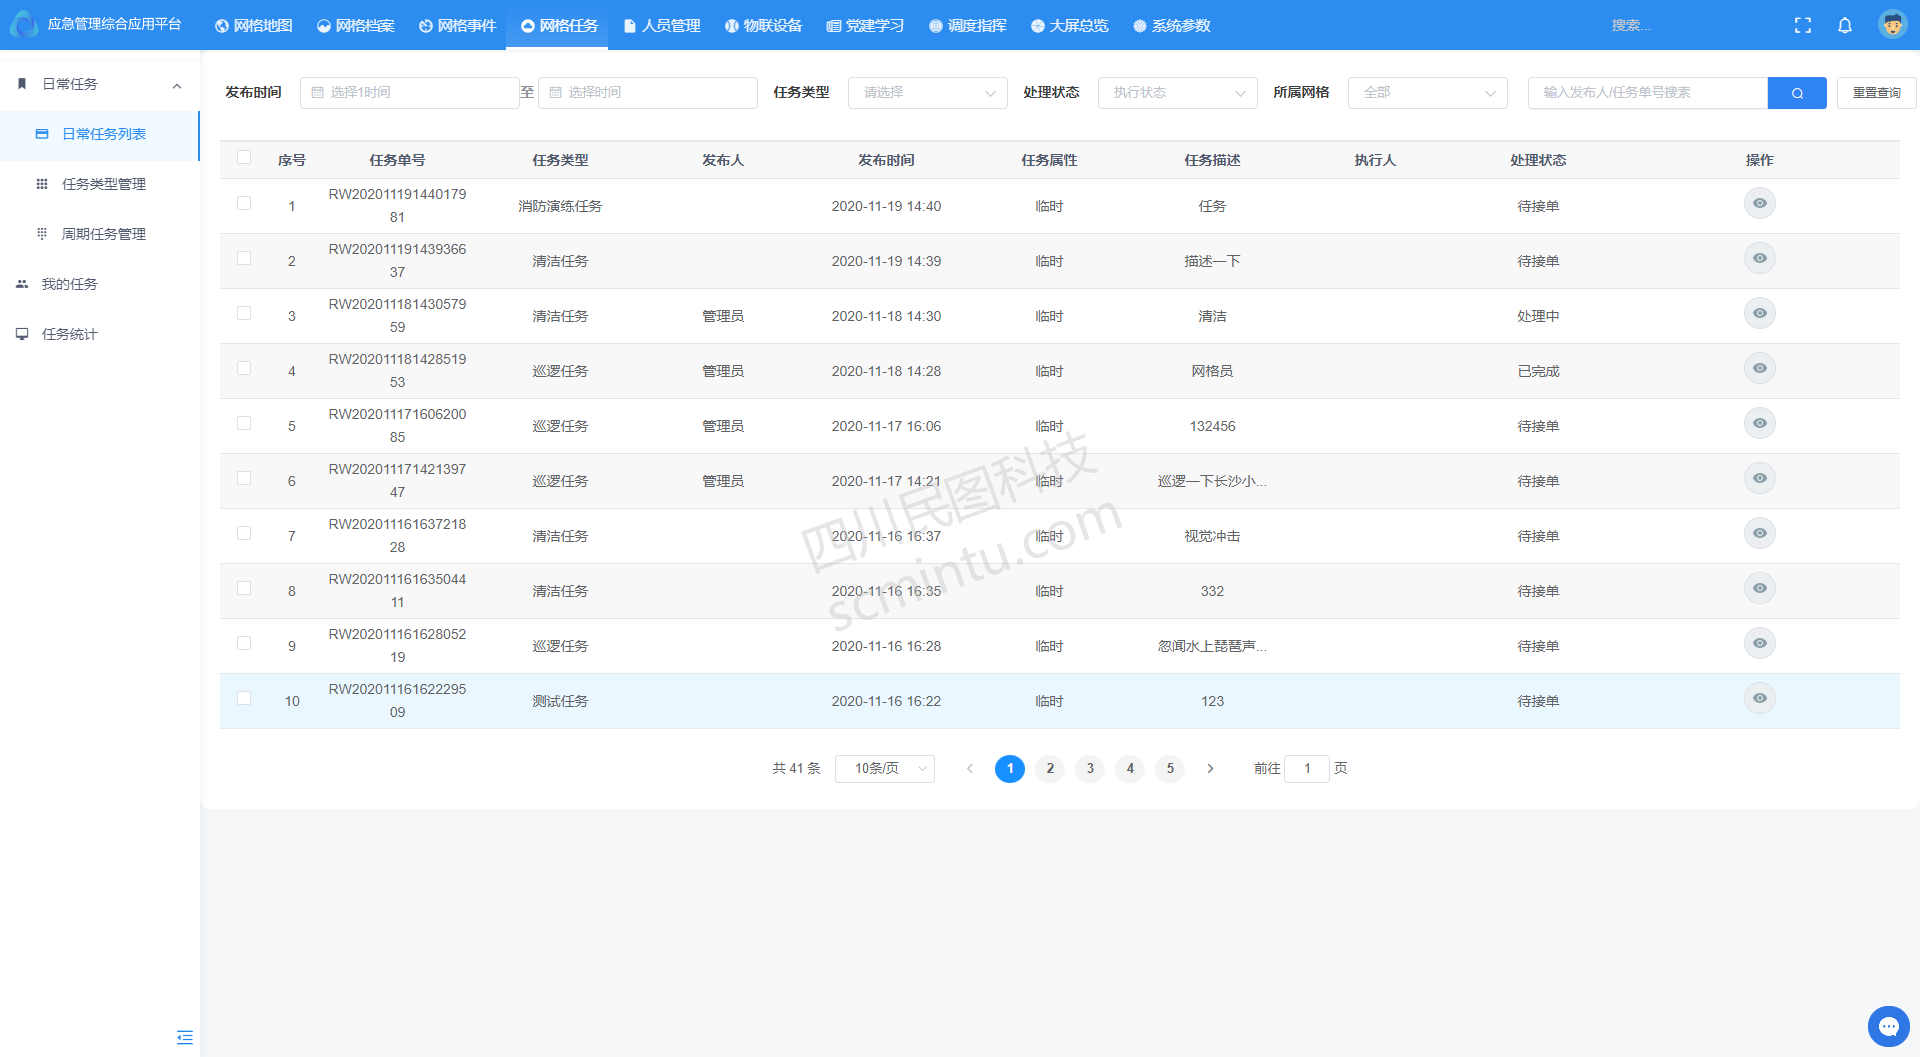 应急管理综合应用平台 网格地图 网格档案 网格事件 网格任务 人员管理 物联设备 党建学习 调度指挥 大屏总览 系统参数 搜索...
日常任务
日常任务列表
任务类型管理
周期任务管理
我的任务
任务统计
发布时间 选择1时间 至 选择时间 任务类型 请选择 处理状态 执行状态 所属网格 全部 输入发布人/任务单号搜索 重置查询
序号 任务单号 任务类型 发布人 发布时间 任务属性 任务描述 执行人 处理状态 操作
1 RW20201119144017981 消防演练任务 2020-11-19 14:40 临时 任务 待接单
2 RW20201119143936637 清洁任务 2020-11-19 14:39 临时 描述一下 待接单
3 RW20201118143057959 清洁任务 管理员 2020-11-18 14:30 临时 清洁 处理中
4 RW20201118142851953 巡逻任务 管理员 2020-11-18 14:28 临时 网格员 已完成
5 RW20201117160620085 巡逻任务 管理员 2020-11-17 16:06 临时 132456 待接单
6 RW20201117142139747 巡逻任务 管理员 2020-11-17 14:21 临时 巡逻一下长沙小... 待接单
7 RW20201116163721828 清洁任务 2020-11-16 16:37 临时 视觉冲击 待接单
8 RW20201116163504411 清洁任务 2020-11-16 16:35 临时 332 待接单
9 RW20201116162805219 巡逻任务 2020-11-16 16:28 临时 忽闻水上琵琶声... 待接单
10 RW20201116162229509 测试任务 2020-11-16 16:22 临时 123 待接单
四川民图科技
scmintu.com
共 41 条 10条/页 1 2 3 4 5 前往 1 页